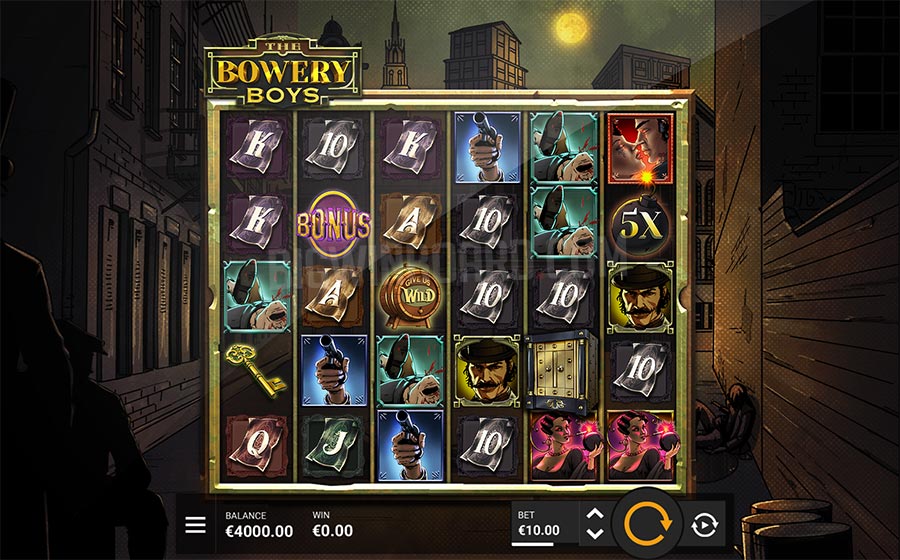 THE
BOWERY
BOYS
K 10 K
K BONUS A 10 5X
A GIVE US WILD 10 10
10
Q J 10
BALANCE WIN BET
€4000.00 €0.00 €10.00